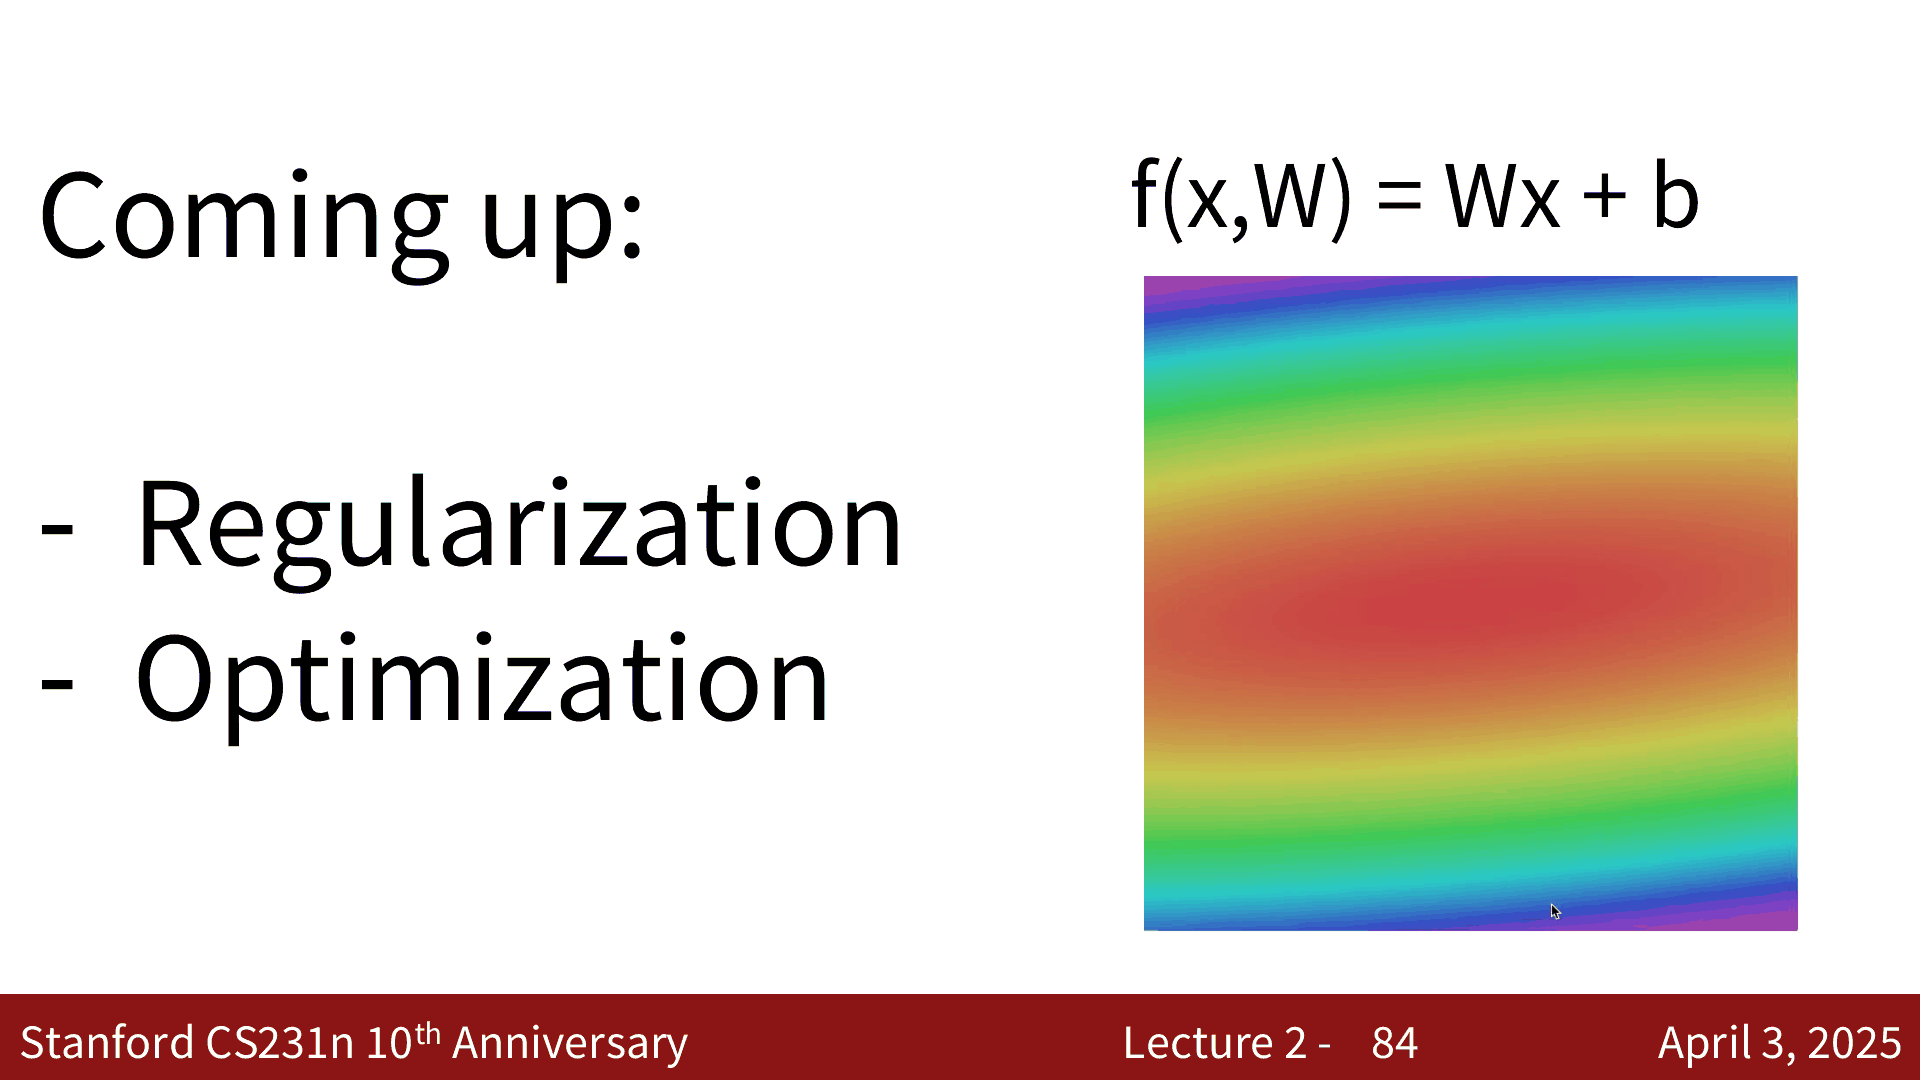 Coming up:
f(x,W) = Wx + b
- Regularization
- Optimization
Stanford CS231n 10th Anniversary
Lecture 2 - 84
April 3, 2025